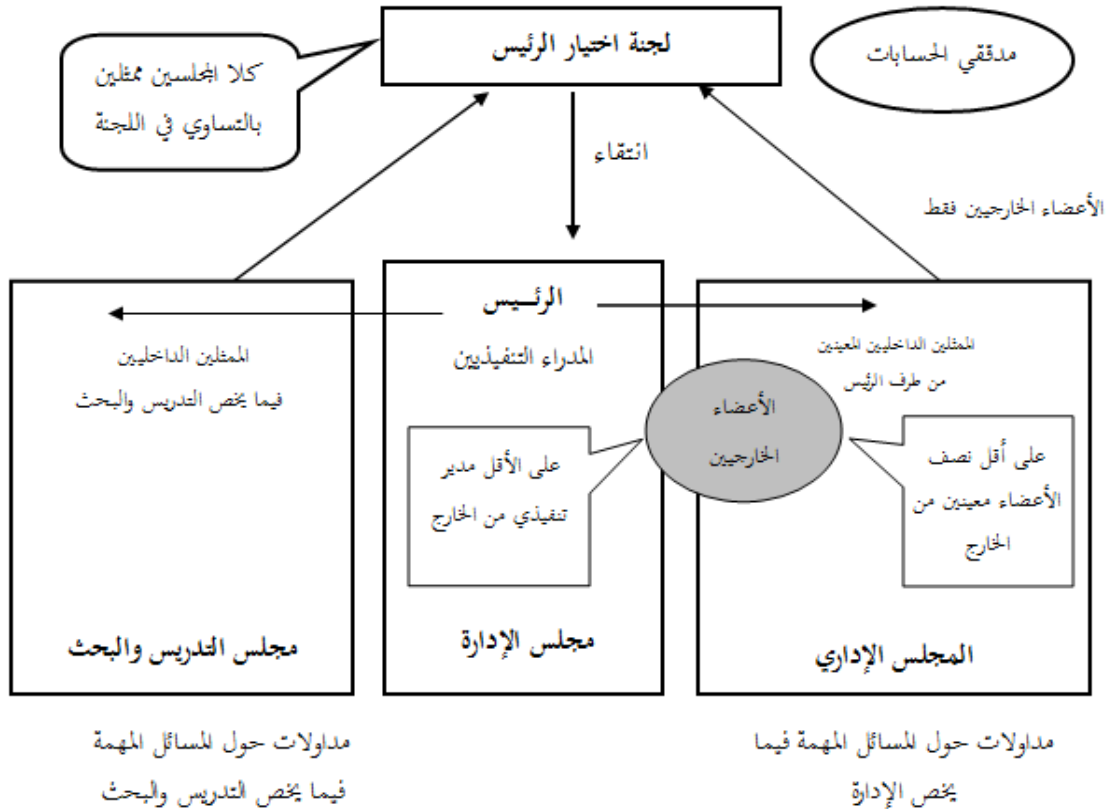 لجنة اختيار الرئيس
مدققي الحسابات
كلا المجلسين ممثلين
بالتساوي في اللجنة
انتقاء
الأعضاء الخارجيين فقط
الرئــيس
المدراء التنفيذيين
الممثلين الداخليين المعينين
من طرف الرئيس
الممثلين الداخليين
فيما يخص التدريس والبحث
الأعضاء
الخارجيين
على أقل نصف
الأعضاء معينين من
الخارج
على الأقل مدير
تنفيذي من الخارج
المجلس الإداري
مجلس الإدارة
مجلس التدريس والبحث
مداولات حول المسائل المهمة فيما
يخص الإدارة
مداولات حول المسائل المهمة
فيما يخص التدريس والبحث